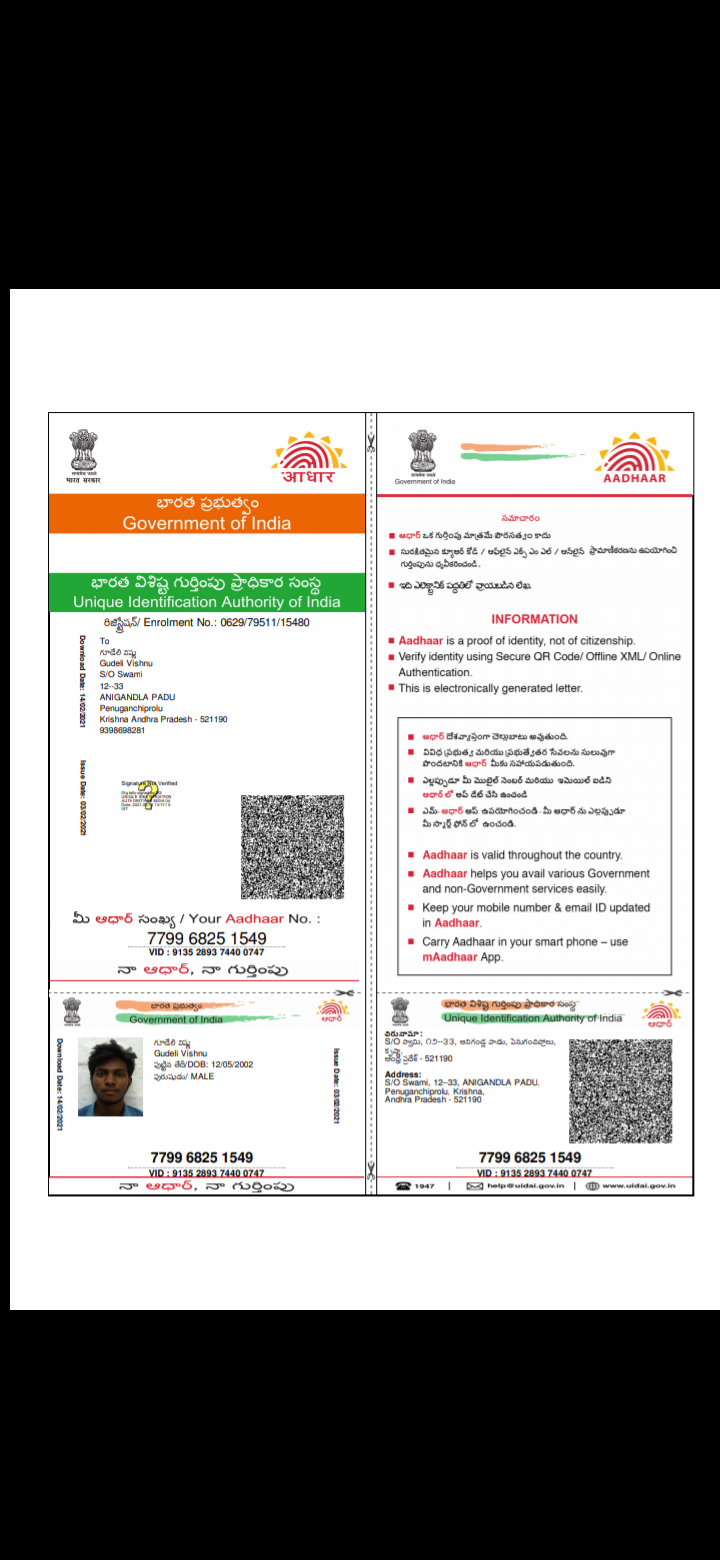 भारत सरकार
आधार
భారత ప్రభుత్వం
Government of India
భారత విశిష్ట గుర్తింపు ప్రాధికార సంస్థ
Unique Identification Authority of India
రిజిస్ట్రేషన్/ Enrolment No.: 0629/79511/15480
Download Date: 14/02/2021
To
గూడేలి విష్ణు
Gudeli Vishnu
S/O Swami
12--33
ANIGANDLA PADU
Penuganchiprolu
Krishna Andhra Pradesh - 521190
9398698281
Issue Date: 03/02/2021
Signature Not Verified
మీ ఆధార్ సంఖ్య / Your Aadhaar No. :
7799 6825 1549
VID : 9135 2893 7440 0747
నా ఆధార్, నా గుర్తింపు
భారత ప్రభుత్వం
Government of India
ఆధార్
Download Date: 14/02/2021
గూడేలి విష్ణు
Gudeli Vishnu
పుట్టిన తేదీ/DOB: 12/05/2002
పురుషుడు/ MALE
Issue Date: 03/02/2021
7799 6825 1549
VID : 9135 2893 7440 0747
నా ఆధార్, నా గుర్తింపు
Government of India
AADHAAR
సమాచారం
ఆధార్ ఒక గుర్తింపు మాత్రమే పౌరసత్వం కాదు
సురక్షితమైన క్యూఆర్ కోడ్ / ఆఫ్‌లైన్ ఎక్స్ ఎం ఎల్ / ఆన్‌లైన్ ప్రామాణీకరణను ఉపయోగించి
గుర్తింపును ధృవీకరించండి.
ఇది ఎలెక్ట్రానిక్ పద్ధతిలో వ్రాయబడిన లేఖ.
INFORMATION
Aadhaar is a proof of identity, not of citizenship.
Verify identity using Secure QR Code/ Offline XML/ Online
Authentication.
This is electronically generated letter.
ఆధార్ దేశవ్యాప్తంగా చెల్లుబాటు అవుతుంది.
వివిధ ప్రభుత్వ మరియు ప్రభుత్వేతర సేవలను సులువుగా
పొందటానికి ఆధార్ మీకు సహాయపడుతుంది.
ఎల్లప్పుడూ మీ మొబైల్ నెంబర్ మరియు ఇమెయిల్ ఐడిని
ఆధార్ లో అప్ డేట్ చేసి ఉంచండి
ఎమ్- ఆధార్ ఆప్ ఉపయోగించండి - మీ ఆధార్ ను ఎల్లప్పుడూ
మీ స్మార్ట్ ఫోన్ లో ఉంచండి.
Aadhaar is valid throughout the country.
Aadhaar helps you avail various Government
and non-Government services easily.
Keep your mobile number & email ID updated
in Aadhaar.
Carry Aadhaar in your smart phone – use
mAadhaar App.
భారత విశిష్ట గుర్తింపు ప్రాధికార సంస్థ
Unique Identification Authority of India
ఆధార్
చిరునామా:
S/O స్వామి, ౧౨--౩౩, అనిగండ్ల పాడు, పెనుగంచిప్రోలు,
కృష్ణా,
ఆంధ్ర ప్రదేశ్ - 521190
Address:
S/O Swami, 12--33, ANIGANDLA PADU,
Penuganchiprolu, Krishna,
Andhra Pradesh - 521190
7799 6825 1549
VID : 9135 2893 7440 0747
1947 | help@uidai.gov.in | www.uidai.gov.in